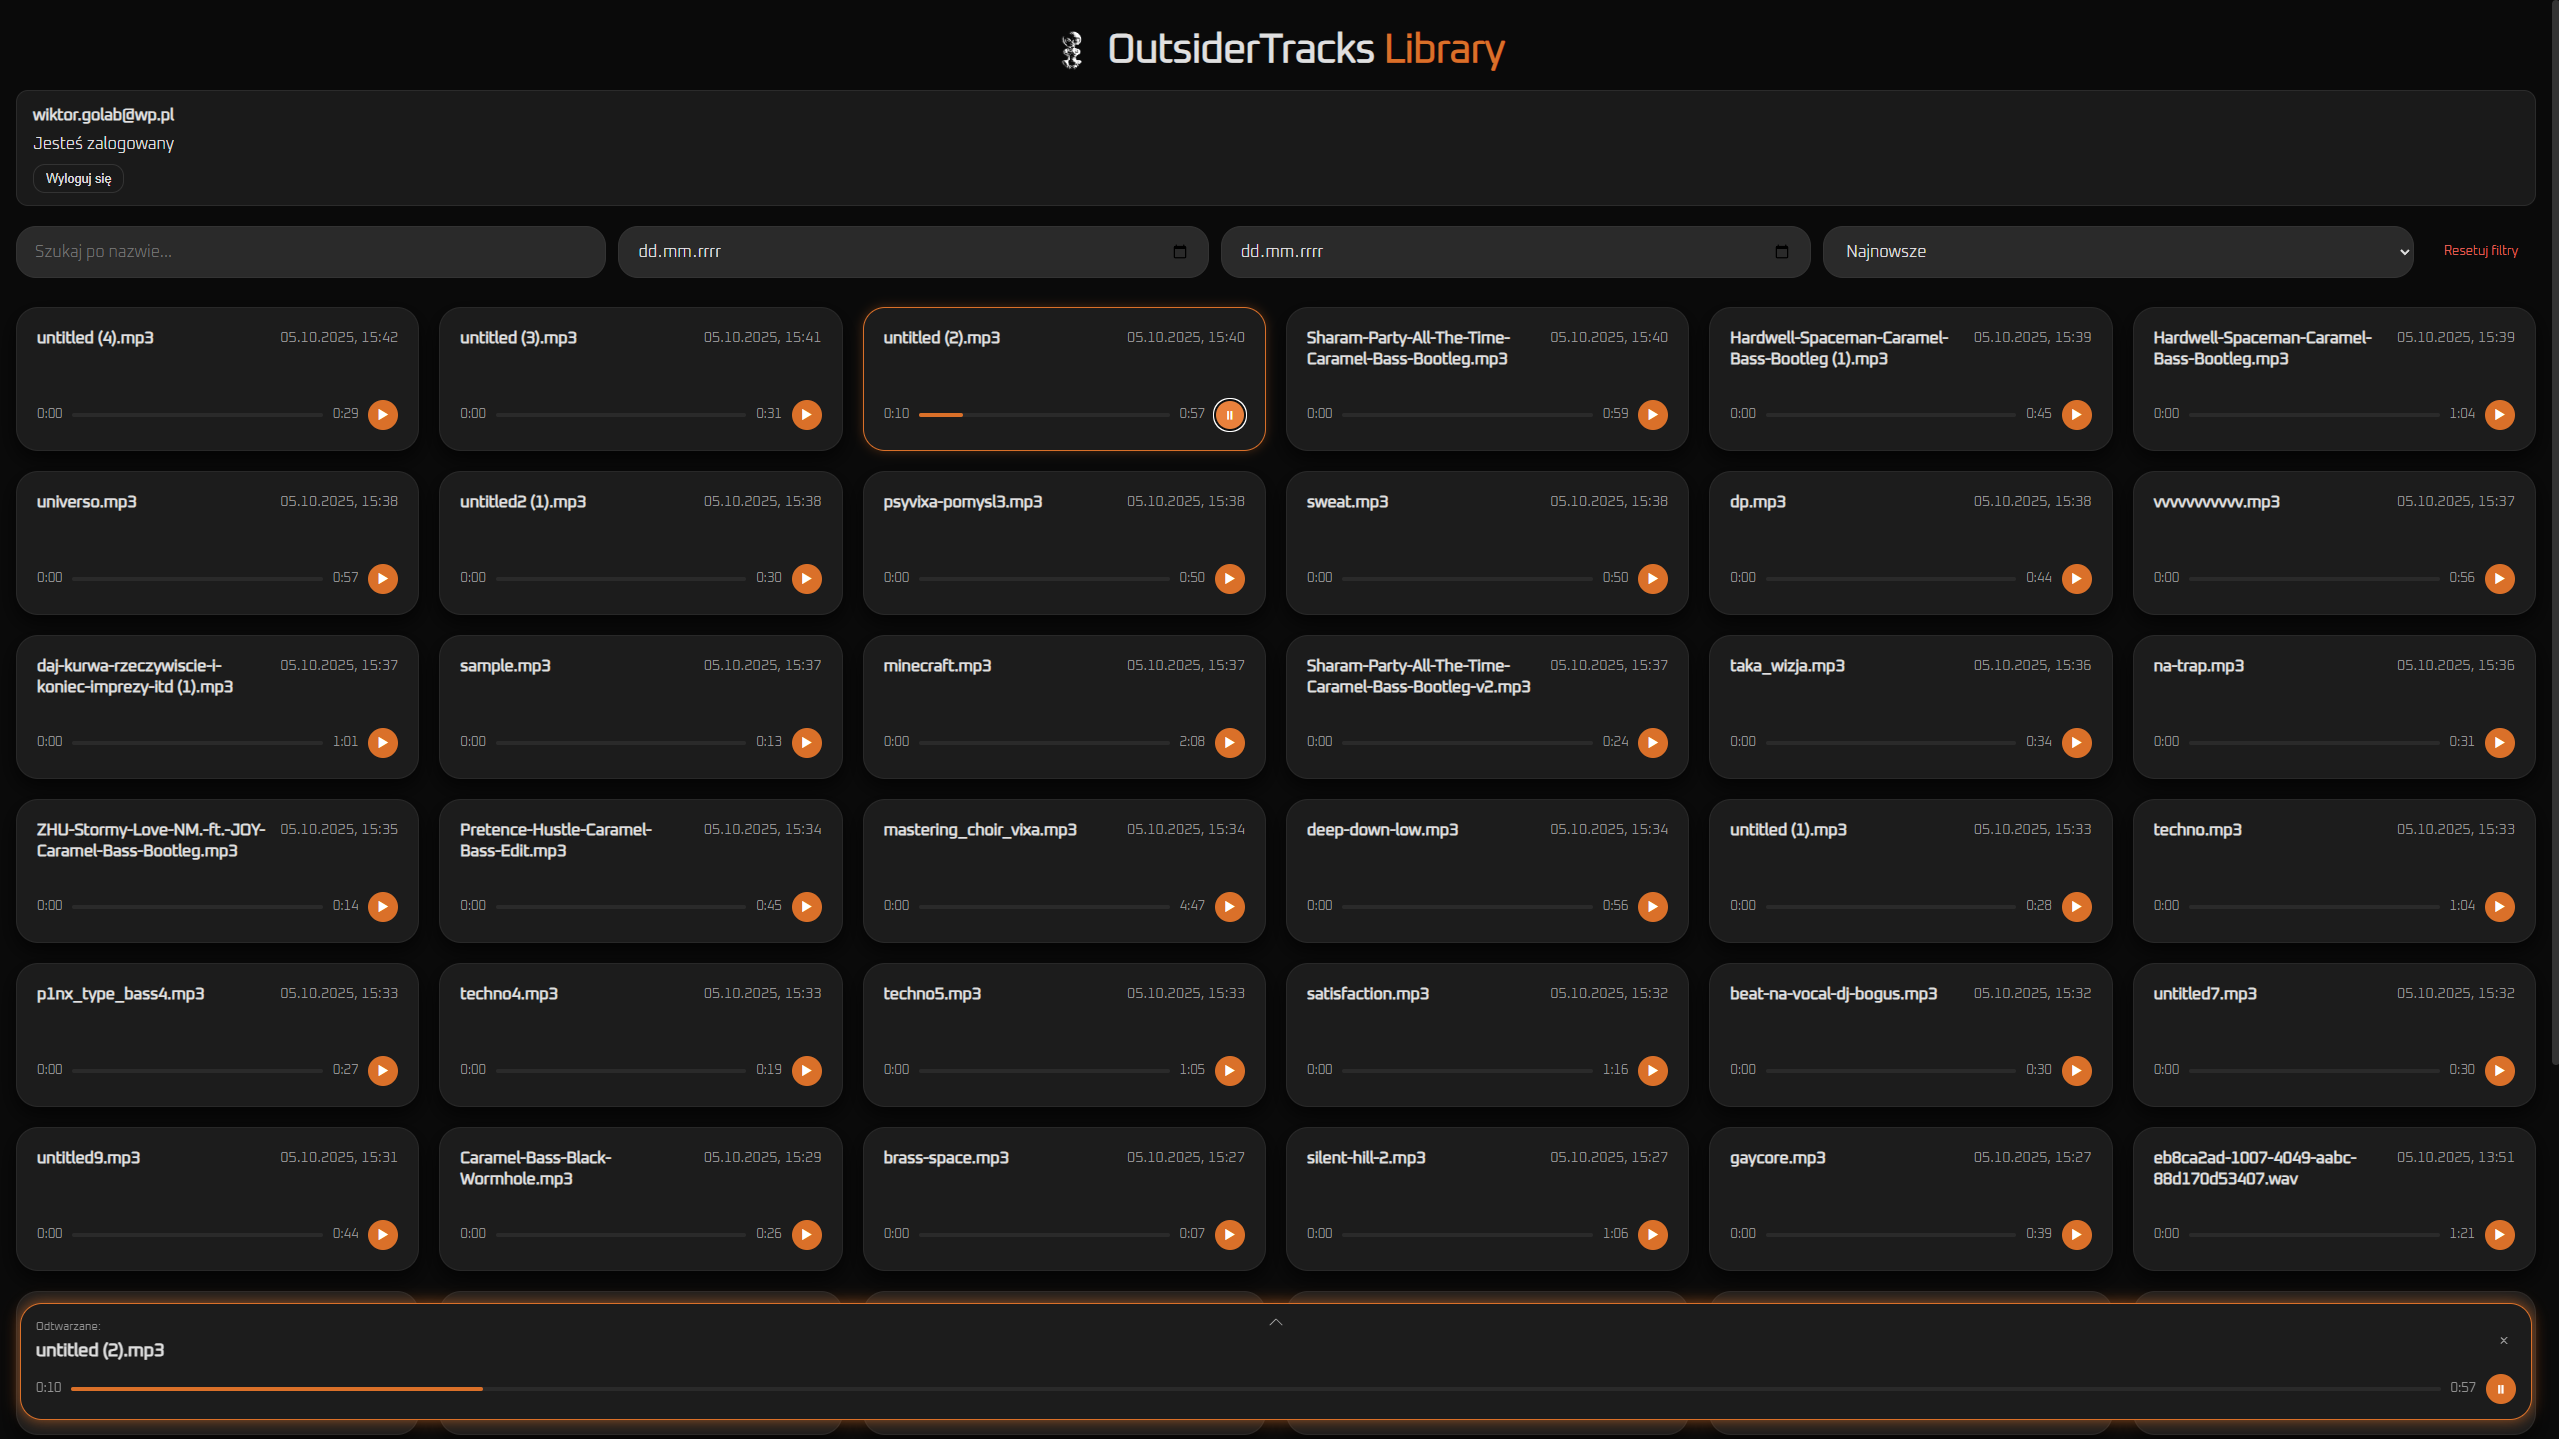 OutsiderTracks Library
wiktor.golab@wp.pl
Jesteś zalogowany
Wyloguj się
Szukaj po nazwie... dd.mm.rrrr dd.mm.rrrr Najnowsze Resetuj filtry
untitled (4).mp3 05.10.2025, 15:42
0:00 0:29
untitled (3).mp3 05.10.2025, 15:41
0:00 0:31
untitled (2).mp3 05.10.2025, 15:40
0:10 0:57
Sharam-Party-All-The-Time- 05.10.2025, 15:40
Caramel-Bass-Bootleg.mp3
0:00 0:59
Hardwell-Spaceman-Caramel- 05.10.2025, 15:39
Bass-Bootleg (1).mp3
0:00 0:45
Hardwell-Spaceman-Caramel- 05.10.2025, 15:39
Bass-Bootleg.mp3
0:00 1:04
universo.mp3 05.10.2025, 15:38
0:00 0:57
untitled2 (1).mp3 05.10.2025, 15:38
0:00 0:30
psyvixa-pomysl3.mp3 05.10.2025, 15:38
0:00 0:50
sweat.mp3 05.10.2025, 15:38
0:00 0:50
dp.mp3 05.10.2025, 15:38
0:00 0:44
05.10.2025, 15:37
0:00 0:56
daj-kurwa-rzeczywiscie-i- 05.10.2025, 15:37
koniec-imprezy-itd (1).mp3
0:00 1:01
sample.mp3 05.10.2025, 15:37
0:00 0:13
minecraft.mp3 05.10.2025, 15:37
0:00 2:08
Sharam-Party-All-The-Time- 05.10.2025, 15:37
Caramel-Bass-Bootleg-v2.mp3
0:00 0:24
taka_wizja.mp3 05.10.2025, 15:36
0:00 0:34
na-trap.mp3 05.10.2025, 15:36
0:00 0:31
ZHU-Stormy-Love-NM.-ft.-JOY- 05.10.2025, 15:35
Caramel-Bass-Bootleg.mp3
0:00 0:14
Pretence-Hustle-Caramel- 05.10.2025, 15:34
Bass-Edit.mp3
0:00 0:45
mastering_choir_vixa.mp3 05.10.2025, 15:34
0:00 4:47
deep-down-low.mp3 05.10.2025, 15:34
0:00 0:56
untitled (1).mp3 05.10.2025, 15:33
0:00 0:28
techno.mp3 05.10.2025, 15:33
0:00 1:04
p1nx_type_bass4.mp3 05.10.2025, 15:33
0:00 0:27
techno4.mp3 05.10.2025, 15:33
0:00 0:19
techno5.mp3 05.10.2025, 15:33
0:00 1:05
satisfaction.mp3 05.10.2025, 15:32
0:00 1:16
beat-na-vocal-dj-bogus.mp3 05.10.2025, 15:32
0:00 0:30
untitled7.mp3 05.10.2025, 15:32
0:00 0:30
untitled9.mp3 05.10.2025, 15:31
0:00 0:44
Caramel-Bass-Black- 05.10.2025, 15:29
Wormhole.mp3
0:00 0:26
brass-space.mp3 05.10.2025, 15:27
0:00 0:07
silent-hill-2.mp3 05.10.2025, 15:27
0:00 1:06
gaycore.mp3 05.10.2025, 15:27
0:00 0:39
eb8ca2ad-1007-4049-aabc- 05.10.2025, 13:51
88d170d53407.wav
0:00 1:21
Odtwarzane:
untitled (2).mp3
0:10 0:57